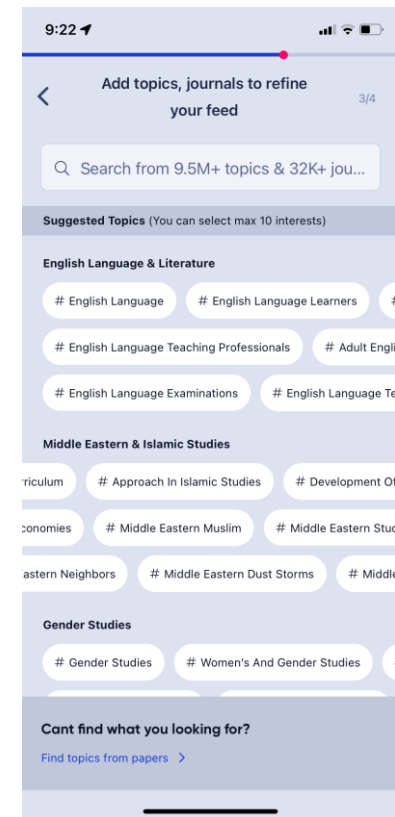 9:22
Add topics, journals to refine
your feed
3/4
Search from 9.5M+ topics & 32K+ jou...
Suggested Topics (You can select max 10 interests)
English Language & Literature
# English Language # English Language Learners #
# English Language Teaching Professionals # Adult Engli
# English Language Examinations # English Language Te
Middle Eastern & Islamic Studies
riculum # Approach In Islamic Studies # Development Of
conomies # Middle Eastern Muslim # Middle Eastern Stud
astern Neighbors # Middle Eastern Dust Storms # Middle
Gender Studies
# Gender Studies # Women's And Gender Studies
Cant find what you looking for?
Find topics from papers >